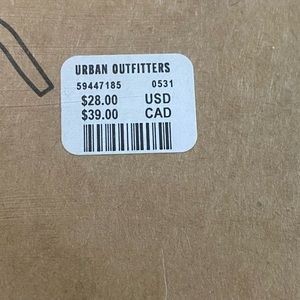 URBAN OUTFITTERS
59447185 0531
$28.00 USD
$39.00 CAD